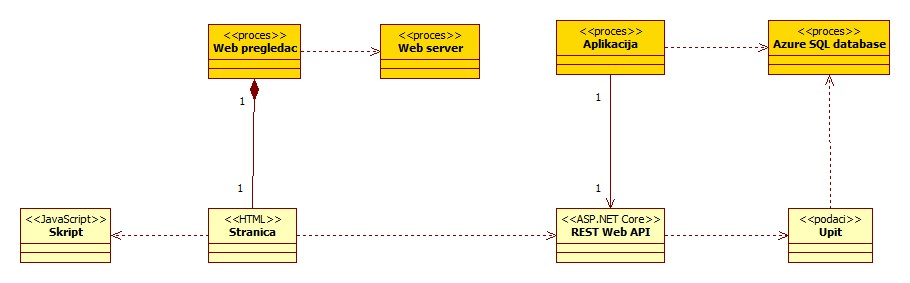 <<proces>>
Web pregledac
<<proces>>
Web server
<<proces>>
Aplikacija
<<proces>>
Azure SQL database
1
1
1
1
<<JavaScript>>
Skript
<<HTML>>
Stranica
<<ASP.NET Core>>
REST Web API
<<podaci>>
Upit